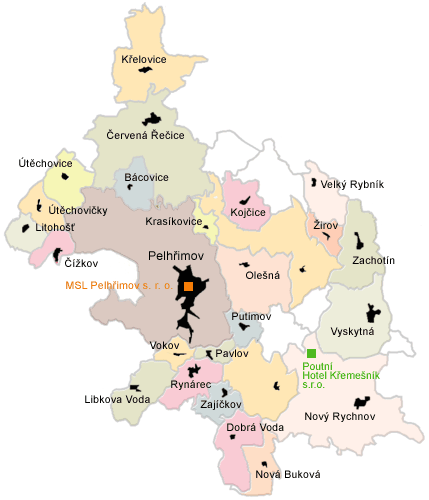 Křelovice
Červená Řečice
Útěchovice
Bácovice
Velký Rybník
Útěchovičky
Kojčice
Krasíkovice
Litohošť
Žirov
Čížkov
Pelhřimov
Zachotín
Olešná
MSL Pelhřimov s. r. o.
Putimov
Vyskytná
Vokov
Pavlov
Poutní
Hotel Křemešník
s.r.o.
Rynárec
Libkova Voda
Zajíčkov
Nový Rychnov
Dobrá Voda
Nová Buková